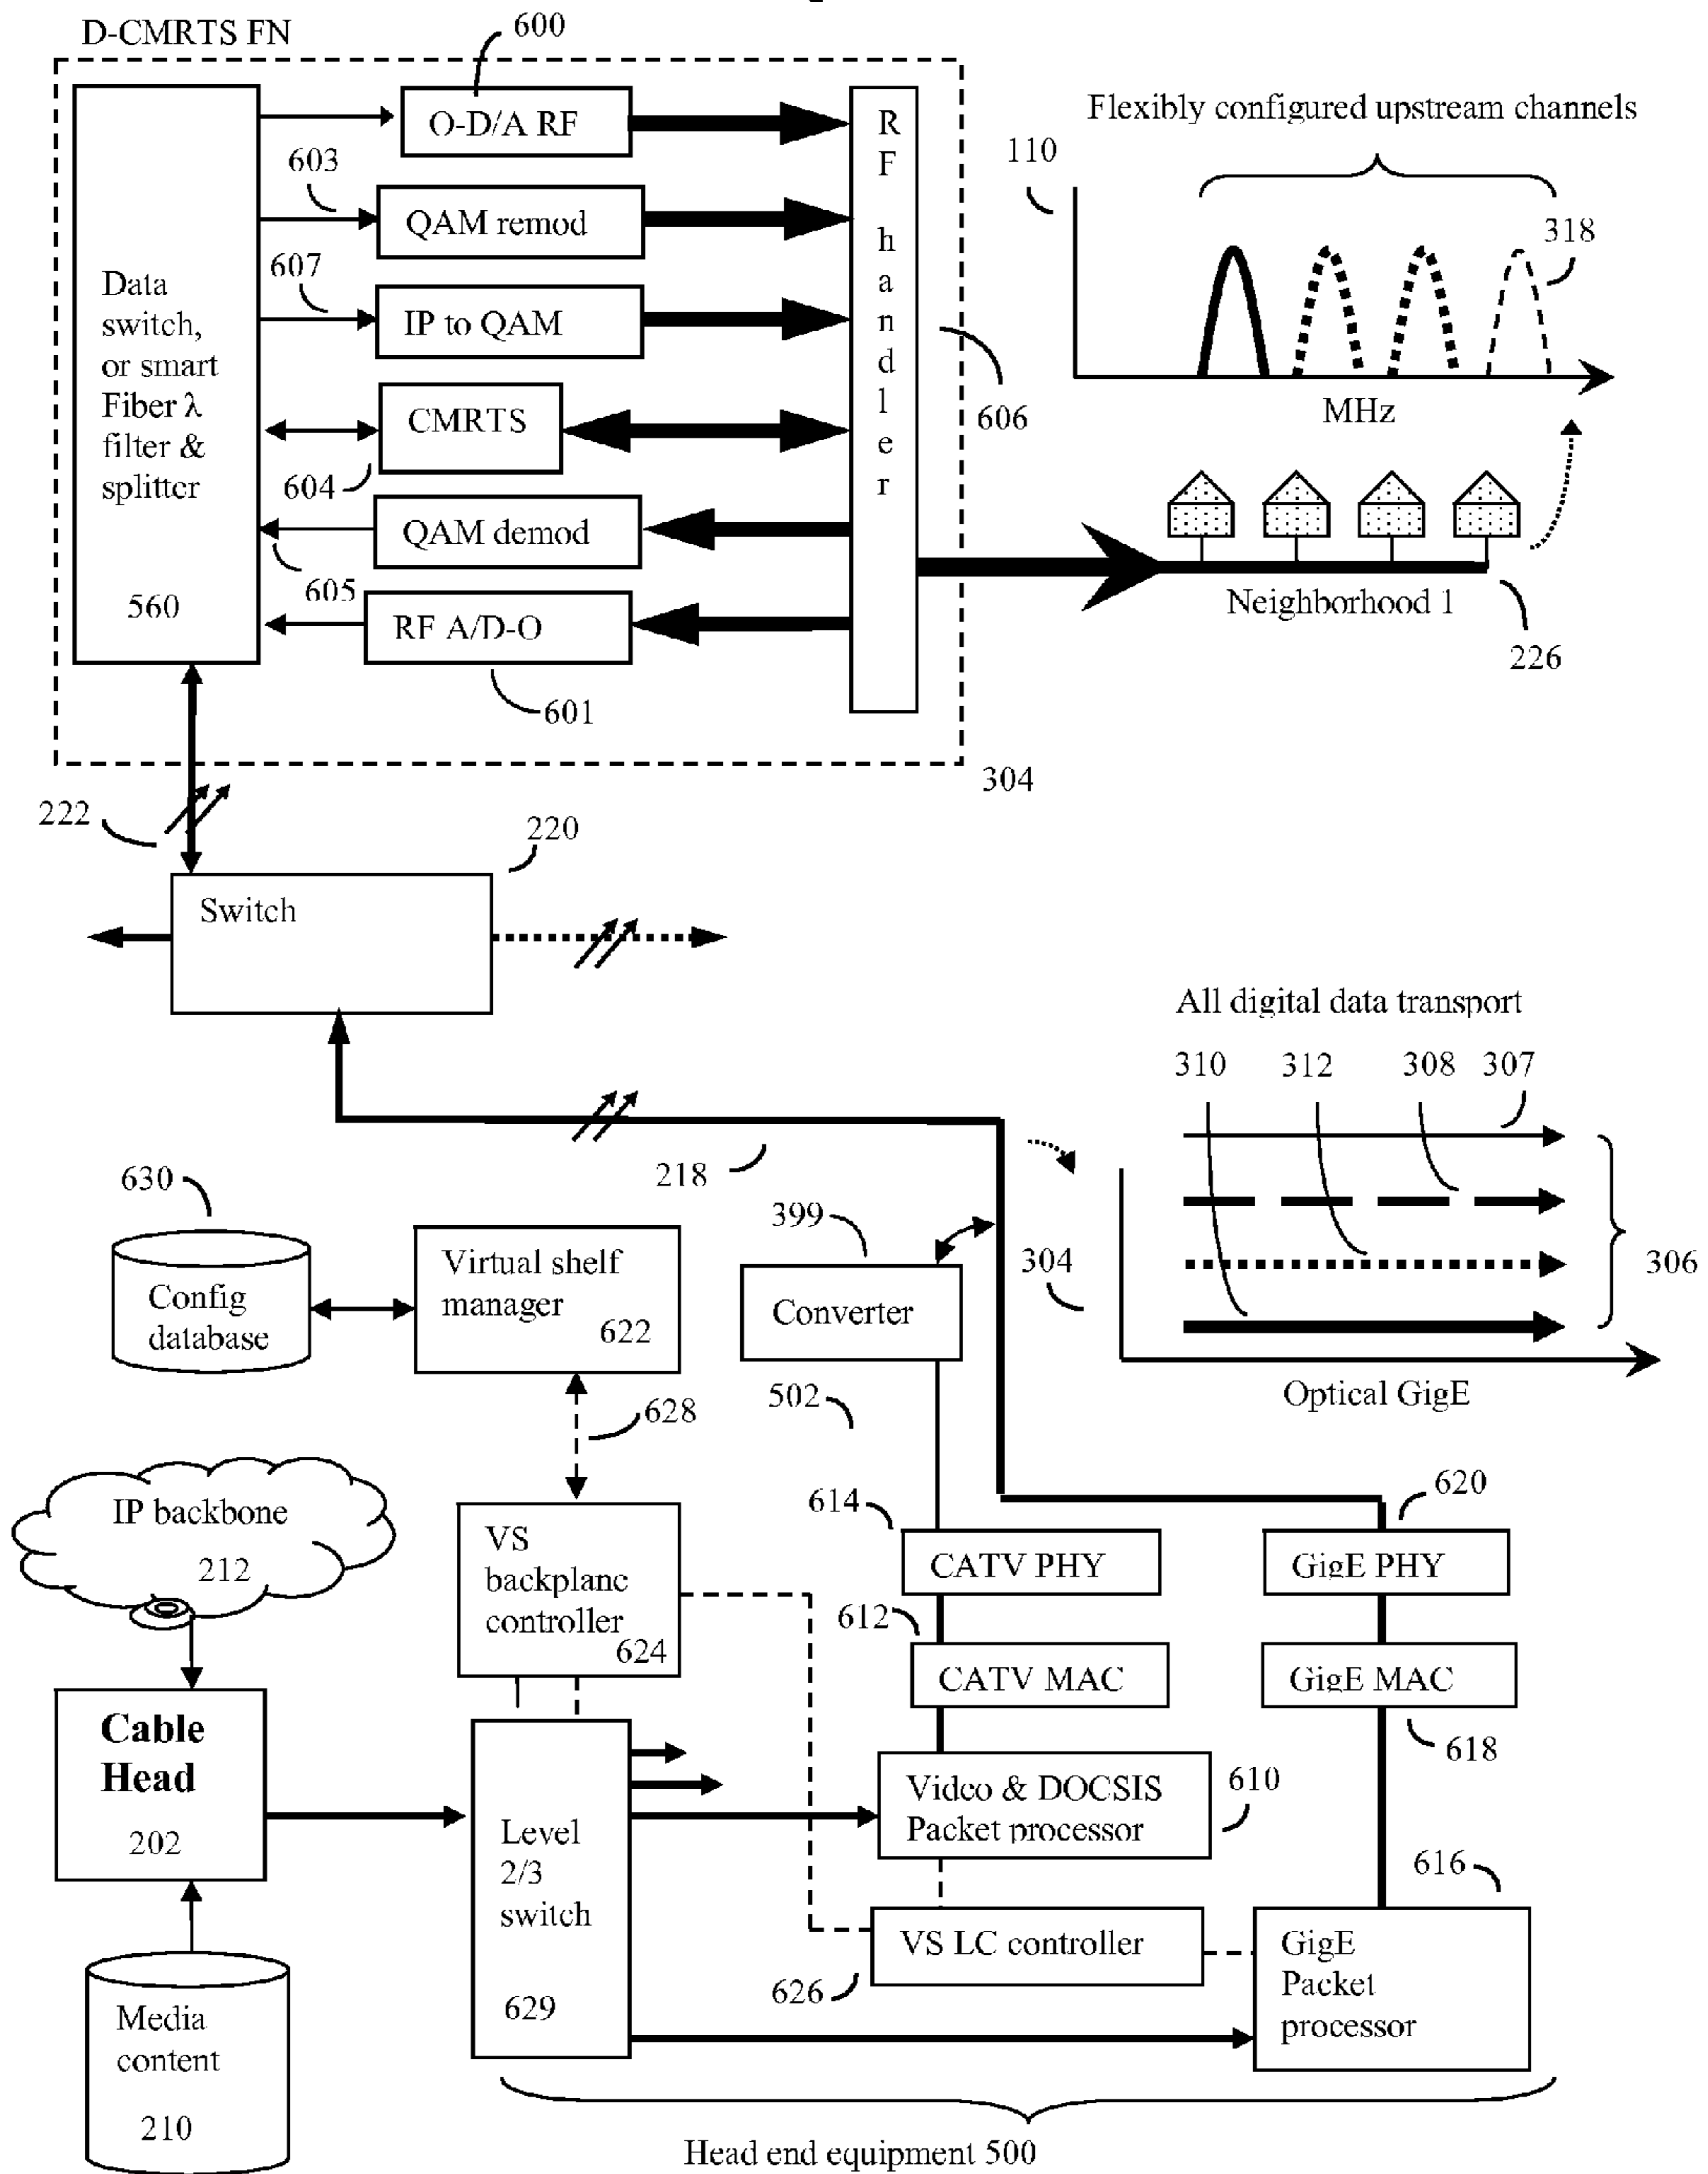 D-CMRTS FN
600
O-D/A RF
603
QAM remod
607
IP to QAM
CMRTS
604
QAM demod
605
RF A/D-O
601
Data
switch,
or smart
Fiber λ
filter &
splitter
560
R
F
h
a
n
d
l
e
r
606
304
Flexibly configured upstream channels
110
318
MHz
Neighborhood 1
226
222
220
Switch
218
All digital data transport
310
312
308
307
304
306
Optical GigE
630
Config
database
Virtual shelf
manager
622
628
399
Converter
502
IP backbone
212
VS
backplane
controller
624
614
CATV PHY
620
GigE PHY
612
CATV MAC
GigE MAC
618
Cable
Head
202
Level
2/3
switch
629
Video & DOCSIS
Packet processor
610
616
VS LC controller
626
GigE
Packet
processor
Media
content
210
Head end equipment 500